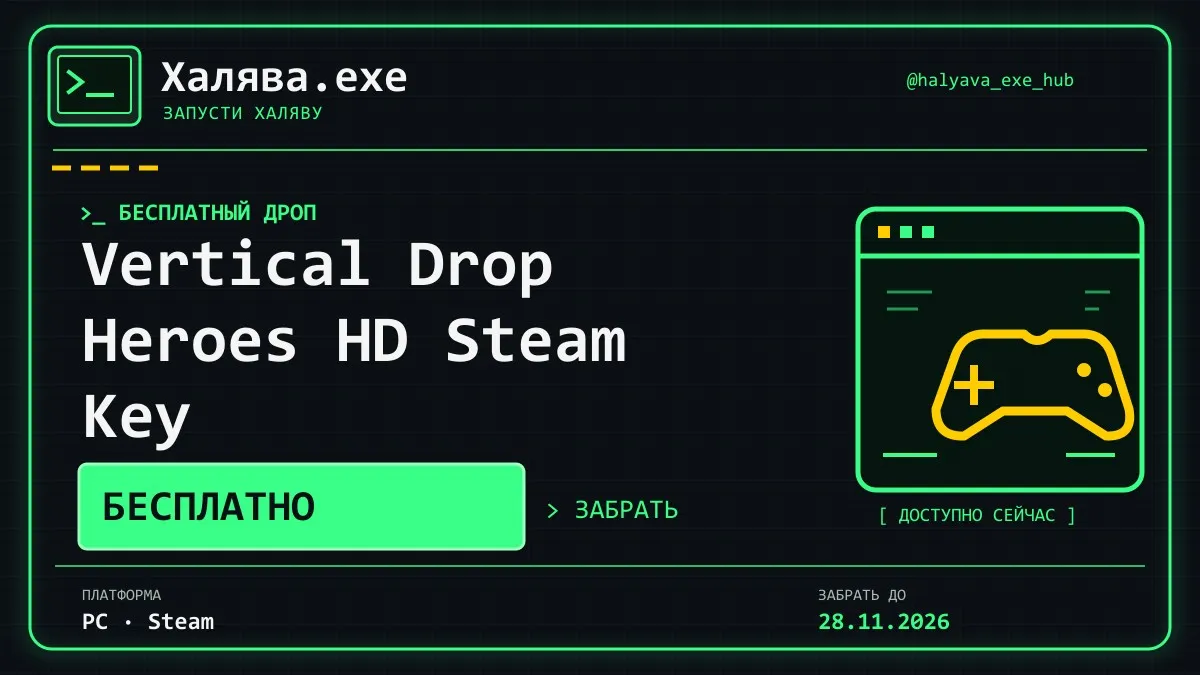 >_
Халява.exe
ЗАПУСТИ ХАЛЯВУ
@halyava_exe_hub
>_ БЕСПЛАТНЫЙ ДРОП
Vertical Drop
Heroes HD Steam
Key
БЕСПЛАТНО
> ЗАБРАТЬ
[ ДОСТУПНО СЕЙЧАС ]
ПЛАТФОРМА
PC · Steam
ЗАБРАТЬ ДО
28.11.2026